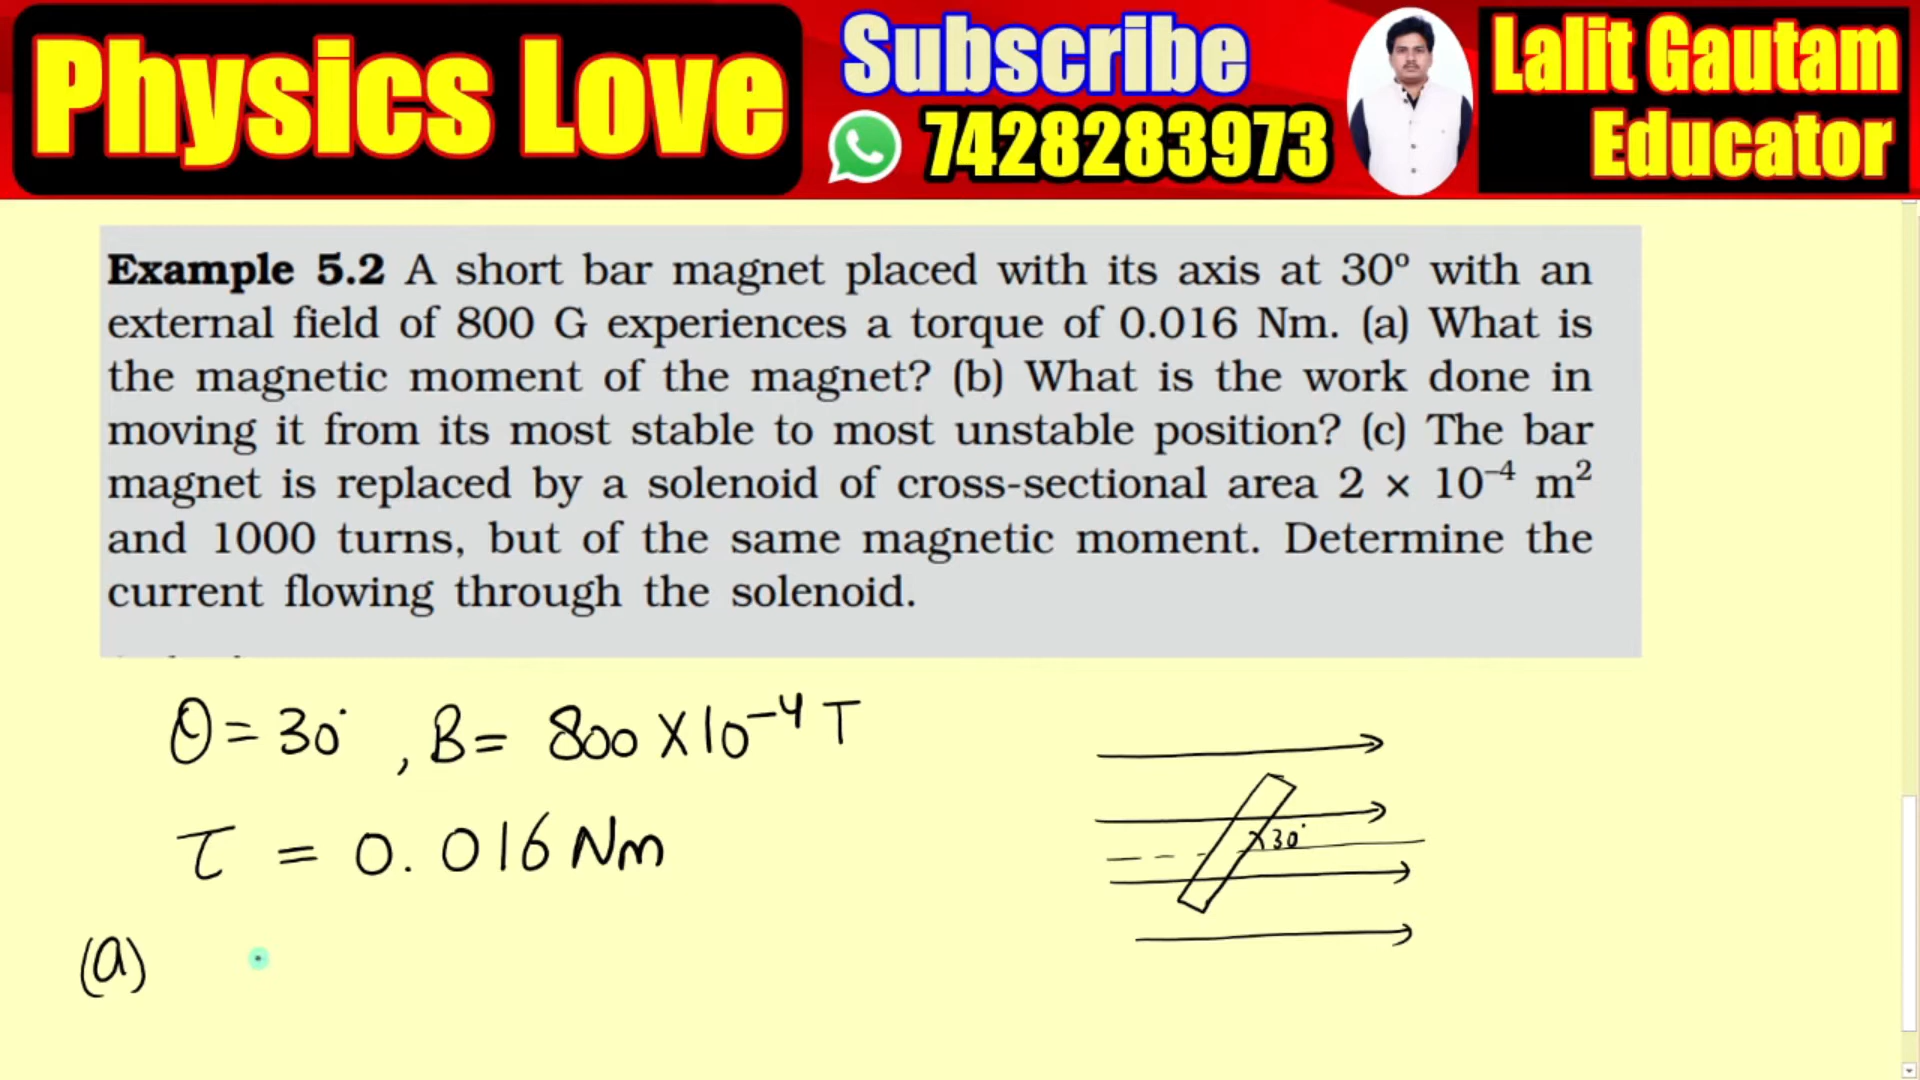 Physics Love
Subscribe
7428283973
Lalit Gautam
Educator
Example 5.2 A short bar magnet placed with its axis at 30º with an
external field of 800 G experiences a torque of 0.016 Nm. (a) What is
the magnetic moment of the magnet? (b) What is the work done in
moving it from its most stable to most unstable position? (c) The bar
magnet is replaced by a solenoid of cross-sectional area 2 × 10⁻⁴ m²
and 1000 turns, but of the same magnetic moment. Determine the
current flowing through the solenoid.
θ = 30° , B = 800 × 10⁻⁴ T
τ = 0.016 Nm
30°
(a)